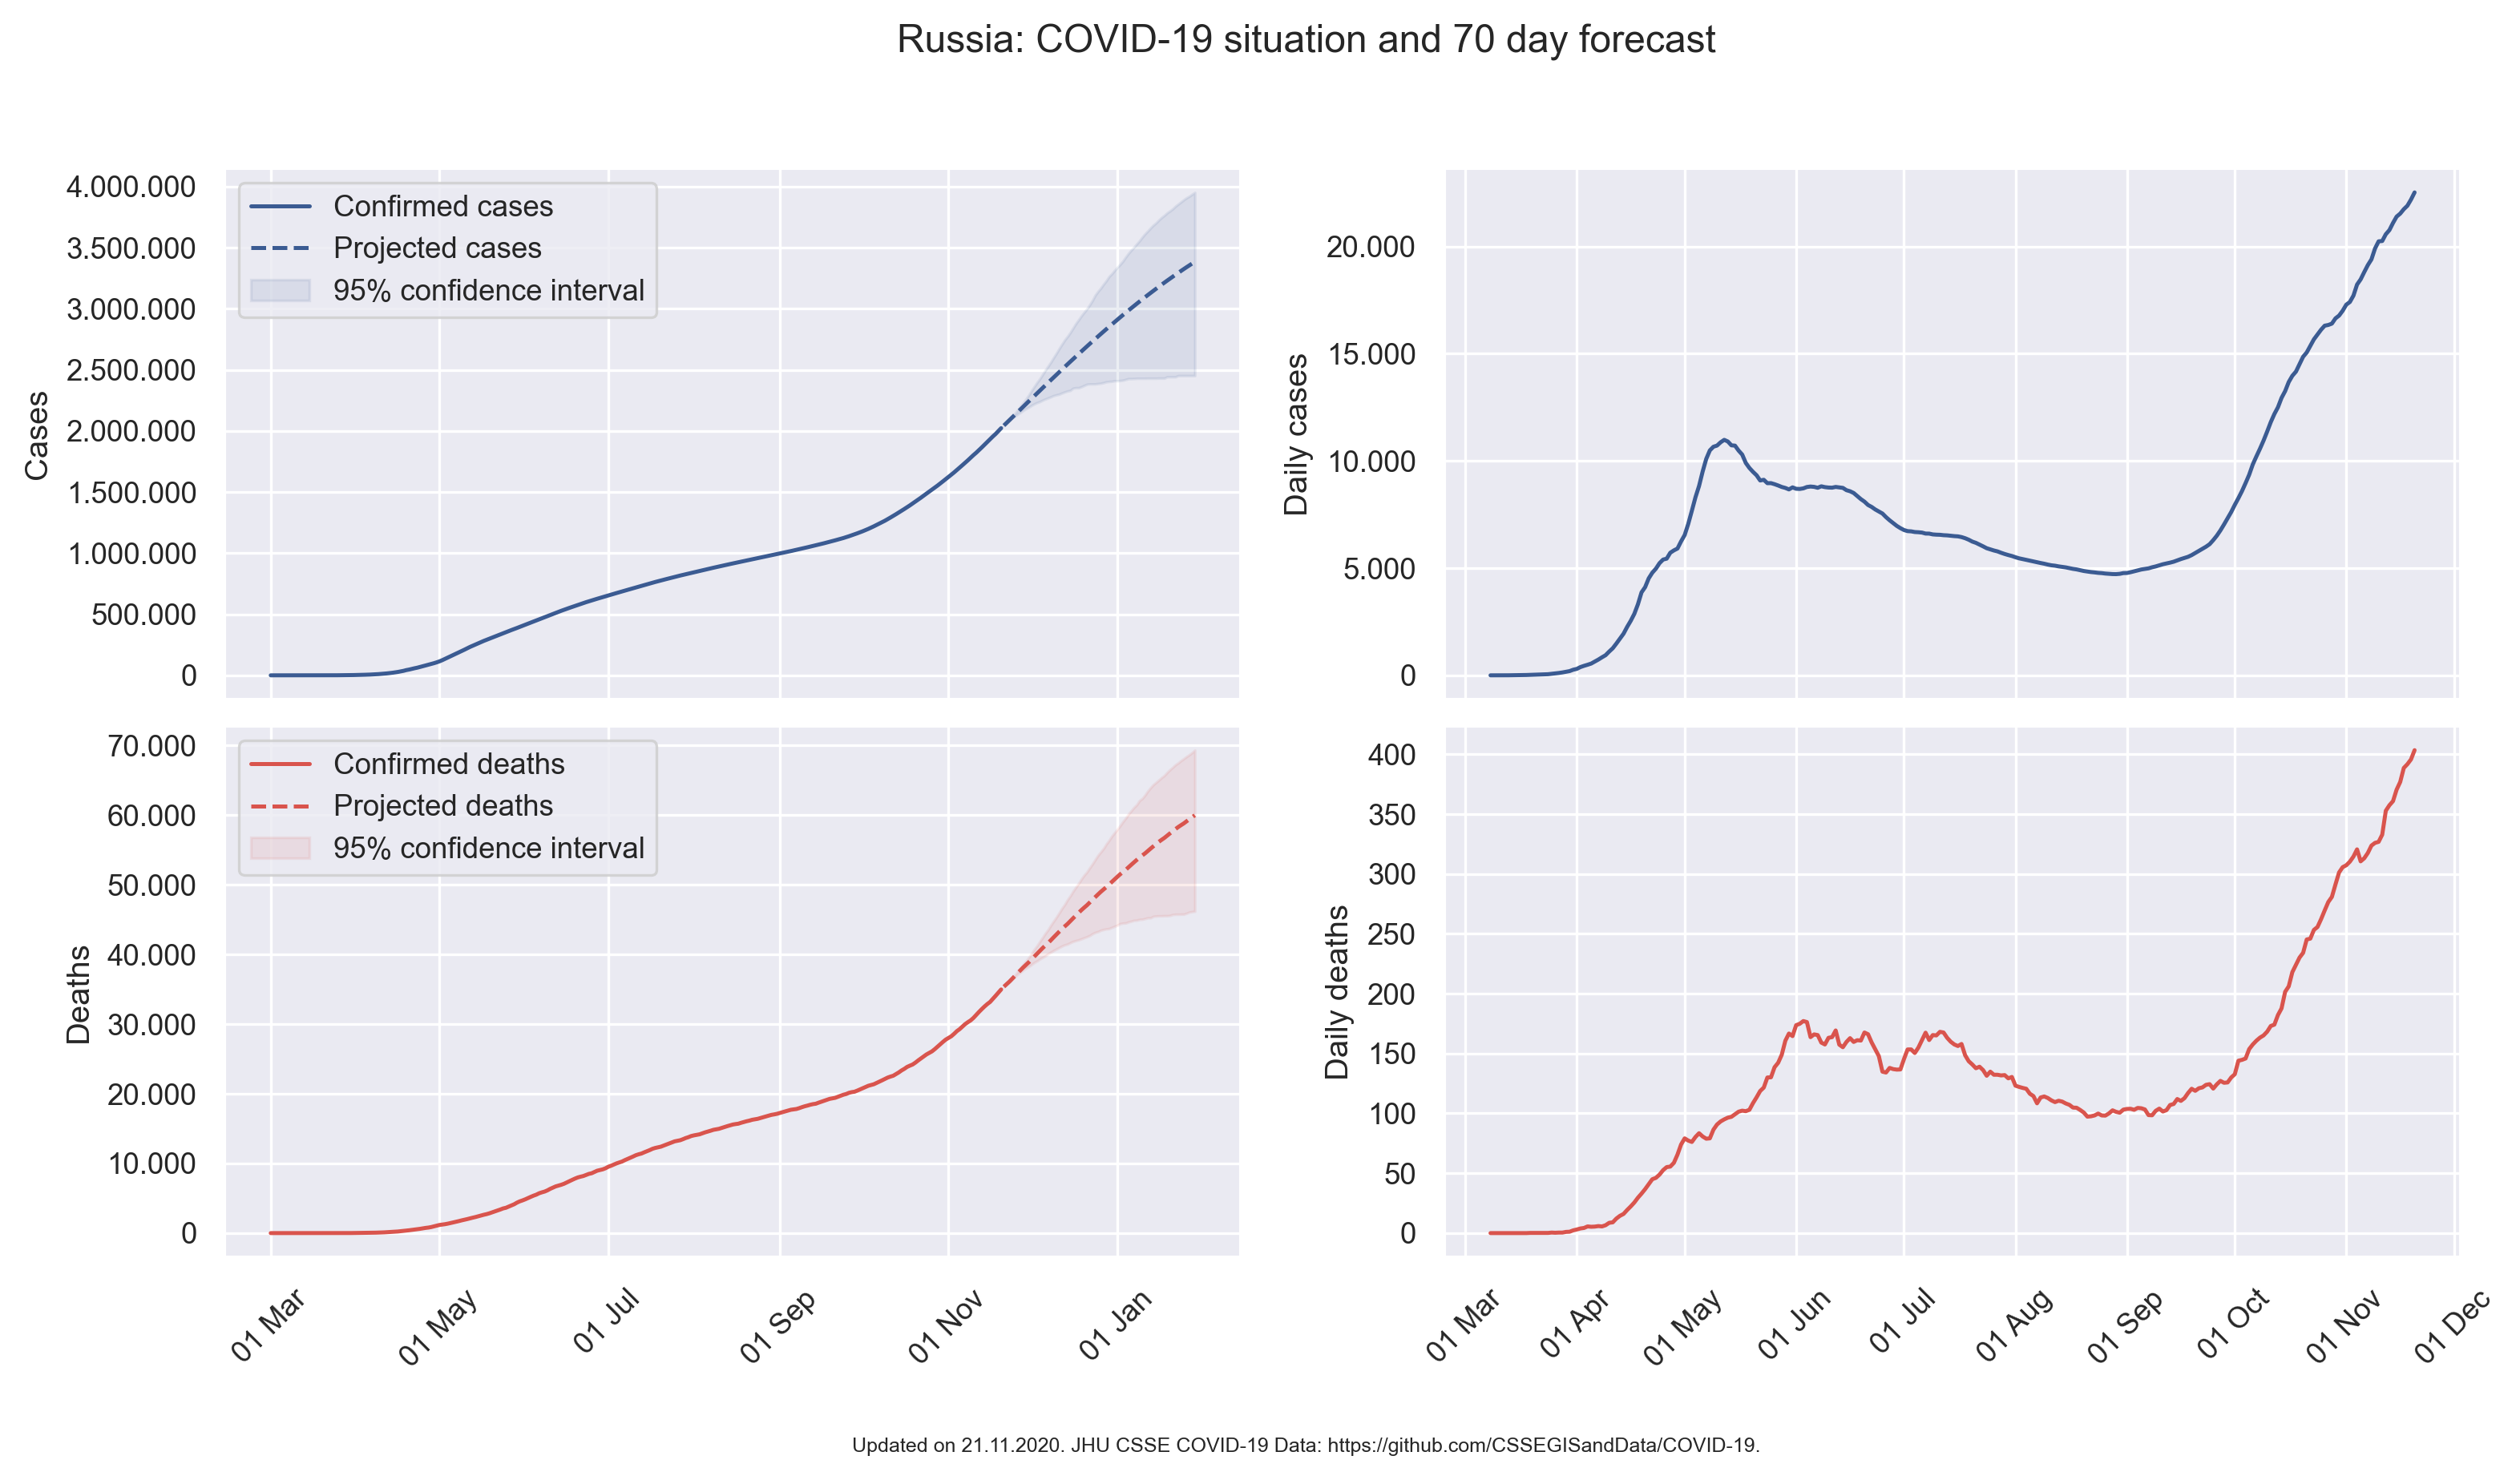 Russia: COVID-19 situation and 70 day forecast
4.000.000
3.500.000
3.000.000
2.500.000
2.000.000
1.500.000
1.000.000
500.000
0
Cases
Confirmed cases
Projected cases
95% confidence interval
20.000
15.000
10.000
5.000
0
Daily cases
70.000
60.000
50.000
40.000
30.000
20.000
10.000
0
Deaths
Confirmed deaths
Projected deaths
95% confidence interval
01 Mar
01 May
01 Jul
01 Sep
01 Nov
01 Jan
400
350
300
250
200
150
100
50
0
Daily deaths
01 Mar
01 Apr
01 May
01 Jun
01 Jul
01 Aug
01 Sep
01 Oct
01 Nov
01 Dec
Updated on 21.11.2020. JHU CSSE COVID-19 Data: https://github.com/CSSEGISandData/COVID-19.